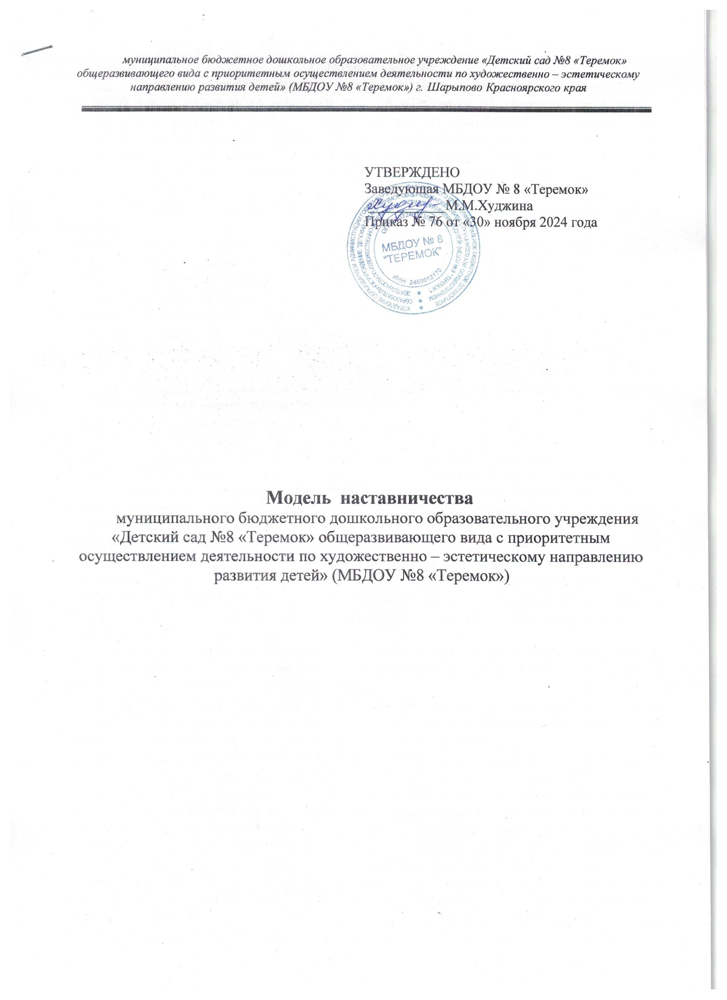 муниципальное бюджетное дошкольное образовательное учреждение «Детский сад №8 «Теремок»
общеразвивающего вида с приоритетным осуществлением деятельности по художественно – эстетическому
направлению развития детей» (МБДОУ №8 «Теремок») г. Шарыпово Красноярского края
УТВЕРЖДЕНО
Заведующая МБДОУ № 8 «Теремок»
М.М.Худжина
Приказ № 76 от «30» ноября 2024 года
МБДОУ № 8
“ТЕРЕМОК”
ИНН 2459012170
Модель наставничества
муниципального бюджетного дошкольного образовательного учреждения
«Детский сад №8 «Теремок» общеразвивающего вида с приоритетным
осуществлением деятельности по художественно – эстетическому направлению
развития детей» (МБДОУ №8 «Теремок»)